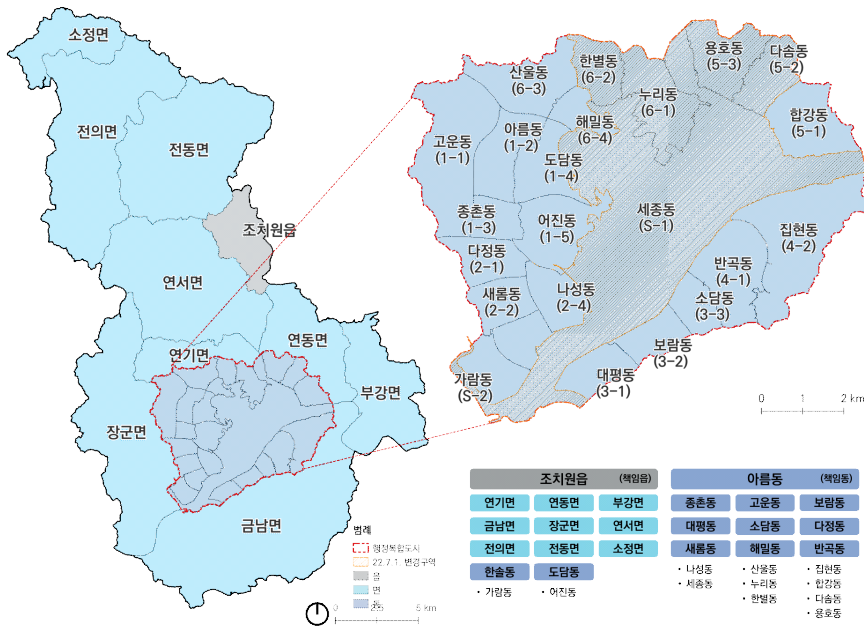 소정면
전의면
전동면
조치원읍
연서면
연기면
연동면
부강면
장군면
금남면
범례
행정복합도시
22.7.1. 변경구역
읍
면
동
0 2.5 5 km
산울동
(6-3)
한별동
(6-2)
용호동
(5-3)
다솜동
(5-2)
누리동
(6-1)
합강동
(5-1)
고운동
(1-1)
아름동
(1-2)
해밀동
(6-4)
도담동
(1-4)
종촌동
(1-3)
어진동
(1-5)
세종동
(S-1)
집현동
(4-2)
다정동
(2-1)
반곡동
(4-1)
새롬동
(2-2)
나성동
(2-4)
소담동
(3-3)
보람동
(3-2)
가람동
(S-2)
대평동
(3-1)
0 1 2 km
조치원읍 (책임읍)
연기면 연동면 부강면
금남면 장군면 연서면
전의면 전동면 소정면
한솔동 도담동
· 가람동 · 어진동
아름동 (책임동)
종촌동 고운동 보람동
대평동 소담동 다정동
새롬동 해밀동 반곡동
· 나성동 · 산울동 · 집현동
· 세종동 · 누리동 · 합강동
· 한별동 · 다솜동
· 용호동